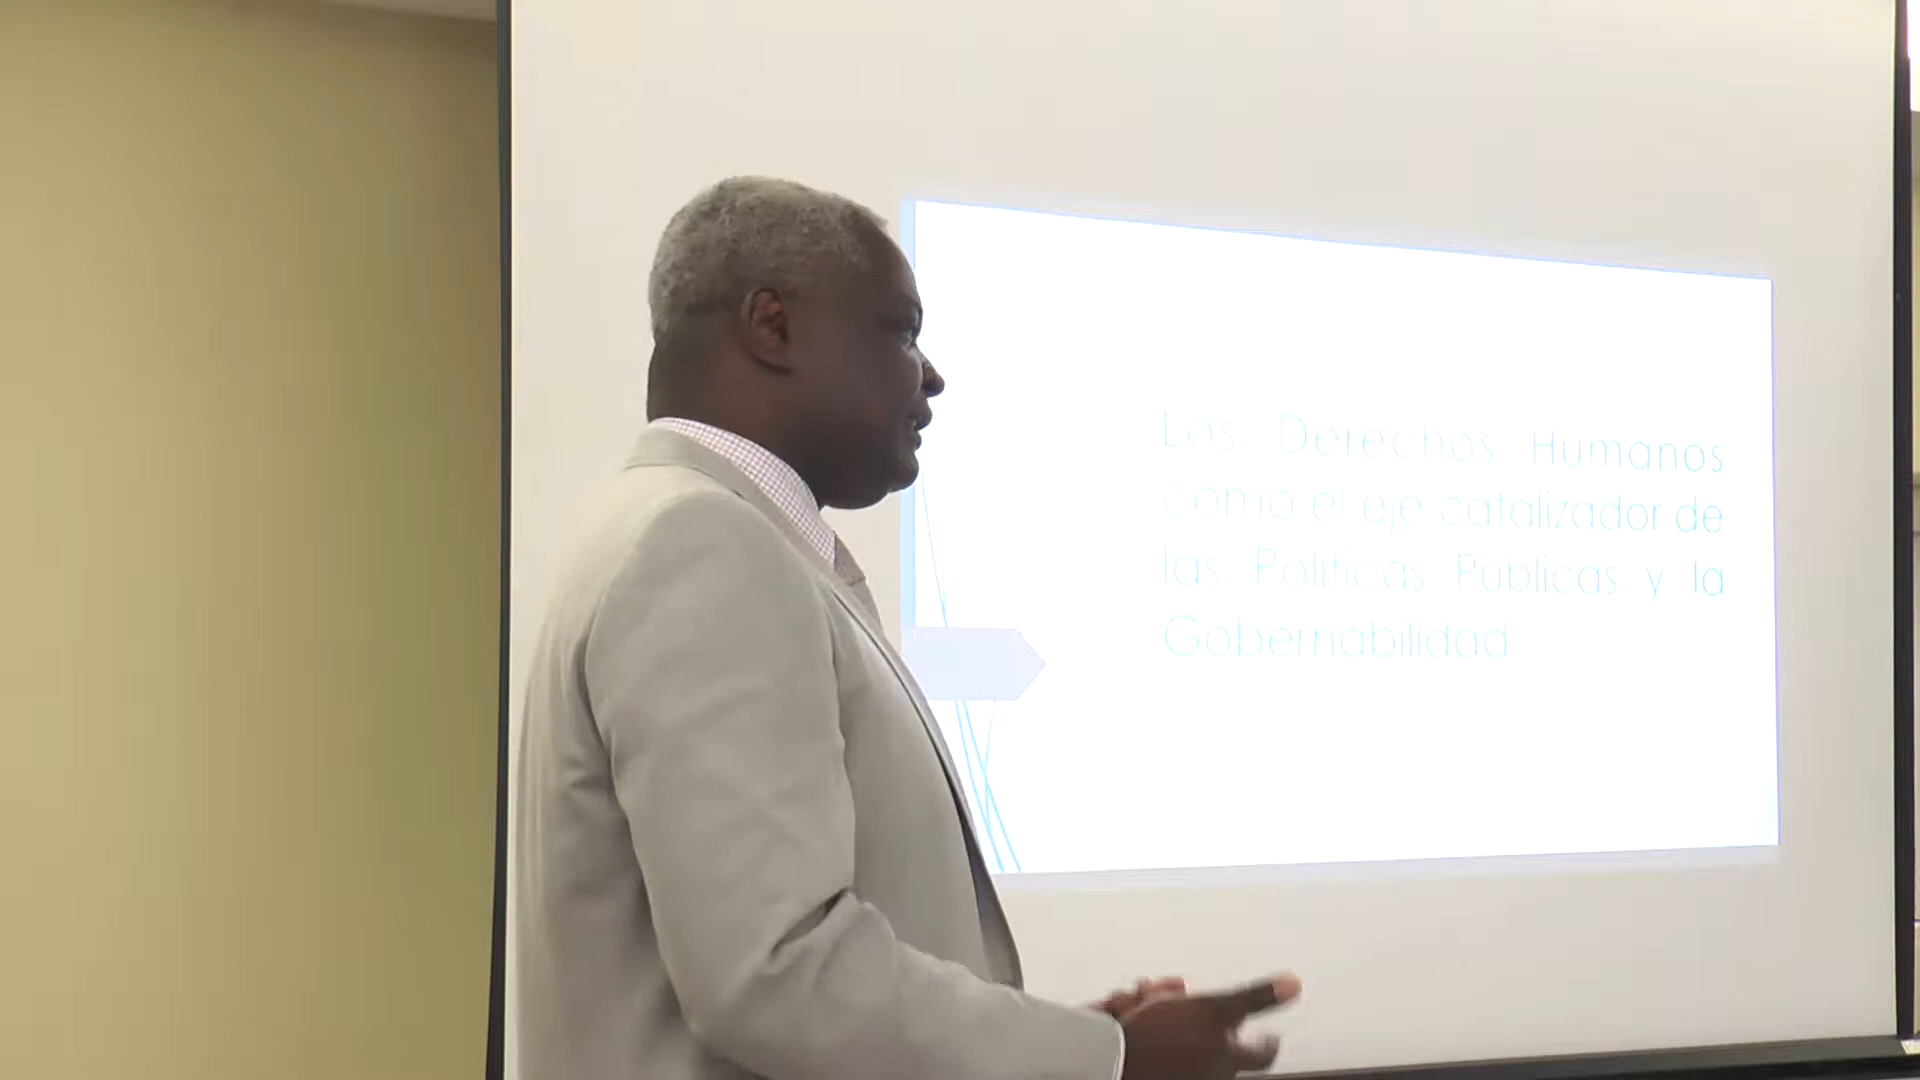 Los Derechos Humanos
como el eje catalizador de
las Politicas Publicas y la
Gobernabilidad